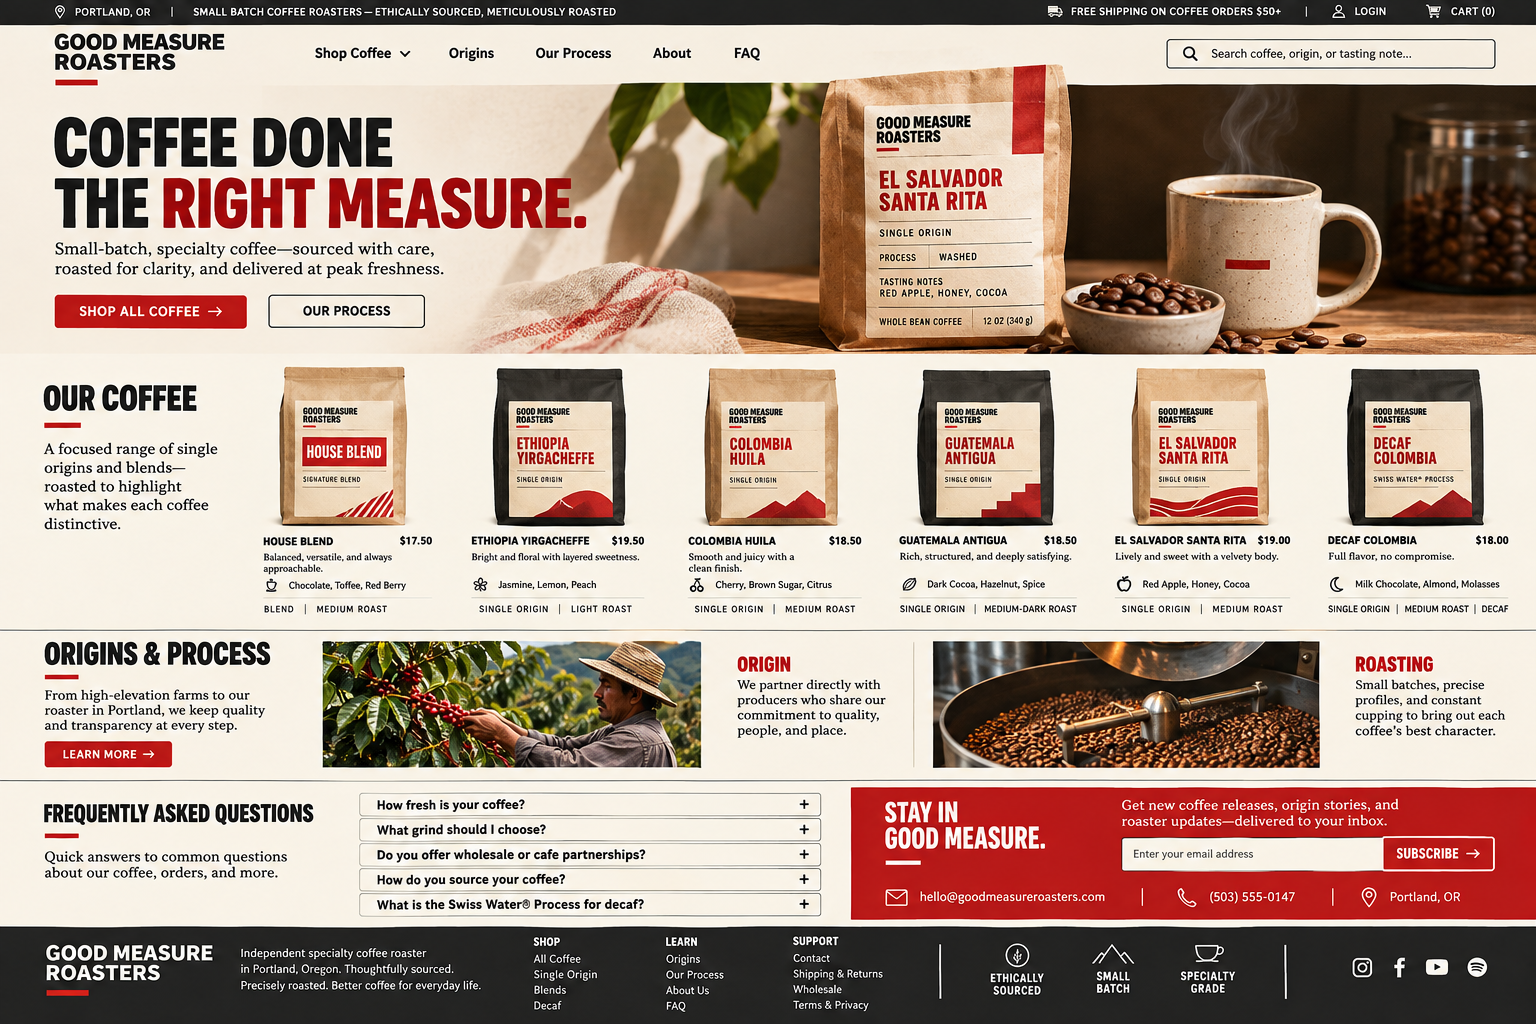 PORTLAND, OR | SMALL BATCH COFFEE ROASTERS — ETHICALLY SOURCED, METICULOUSLY ROASTED
FREE SHIPPING ON COFFEE ORDERS $50+ | LOGIN CART (0)
GOOD MEASURE
ROASTERS
Shop Coffee Origins Our Process About FAQ
Search coffee, origin, or tasting note...
COFFEE DONE
THE RIGHT MEASURE.
Small-batch, specialty coffee—sourced with care,
roasted for clarity, and delivered at peak freshness.
SHOP ALL COFFEE →
OUR PROCESS
GOOD MEASURE
ROASTERS
EL SALVADOR
SANTA RITA
SINGLE ORIGIN
PROCESS WASHED
TASTING NOTES
RED APPLE, HONEY, COCOA
WHOLE BEAN COFFEE 12 OZ (340 g)
OUR COFFEE
A focused range of single
origins and blends—
roasted to highlight
what makes each coffee
distinctive.
GOOD MEASURE
ROASTERS
HOUSE BLEND
SIGNATURE BLEND
HOUSE BLEND $17.50
Balanced, versatile, and always
approachable.
Chocolate, Toffee, Red Berry
BLEND | MEDIUM ROAST
GOOD MEASURE
ROASTERS
ETHIOPIA
YIRGACHEFFE
SINGLE ORIGIN
ETHIOPIA YIRGACHEFFE $19.50
Bright and floral with layered sweetness.
Jasmine, Lemon, Peach
SINGLE ORIGIN | LIGHT ROAST
GOOD MEASURE
ROASTERS
COLOMBIA
HUILA
SINGLE ORIGIN
COLOMBIA HUILA $18.50
Smooth and juicy with a
clean finish.
Cherry, Brown Sugar, Citrus
SINGLE ORIGIN | MEDIUM ROAST
GOOD MEASURE
ROASTERS
GUATEMALA
ANTIGUA
SINGLE ORIGIN
GUATEMALA ANTIGUA $18.50
Rich, structured, and deeply satisfying.
Dark Cocoa, Hazelnut, Spice
SINGLE ORIGIN | MEDIUM-DARK ROAST
GOOD MEASURE
ROASTERS
EL SALVADOR
SANTA RITA
SINGLE ORIGIN
EL SALVADOR SANTA RITA $19.00
Lively and sweet with a velvety body.
Red Apple, Honey, Cocoa
SINGLE ORIGIN | MEDIUM ROAST
GOOD MEASURE
ROASTERS
DECAF
COLOMBIA
SWISS WATER® PROCESS
DECAF COLOMBIA $18.00
Full flavor, no compromise.
Milk Chocolate, Almond, Molasses
SINGLE ORIGIN | MEDIUM ROAST | DECAF
ORIGINS & PROCESS
From high-elevation farms to our
roaster in Portland, we keep quality
and transparency at every step.
LEARN MORE →
ORIGIN
We partner directly with
producers who share our
commitment to quality,
people, and place.
ROASTING
Small batches, precise
profiles, and constant
cupping to bring out each
coffee's best character.
FREQUENTLY ASKED QUESTIONS
Quick answers to common questions
about our coffee, orders, and more.
How fresh is your coffee? +
What grind should I choose? +
Do you offer wholesale or cafe partnerships? +
How do you source your coffee? +
What is the Swiss Water® Process for decaf? +
STAY IN
GOOD MEASURE.
Get new coffee releases, origin stories, and
roaster updates—delivered to your inbox.
Enter your email address
SUBSCRIBE →
hello@goodmeasureroasters.com | (503) 555-0147 | Portland, OR
GOOD MEASURE
ROASTERS
Independent specialty coffee roaster
in Portland, Oregon. Thoughtfully sourced.
Precisely roasted. Better coffee for everyday life.
SHOP
All Coffee
Single Origin
Blends
Decaf
LEARN
Origins
Our Process
About Us
FAQ
SUPPORT
Contact
Shipping & Returns
Wholesale
Terms & Privacy
ETHICALLY
SOURCED
SMALL
BATCH
SPECIALTY
GRADE